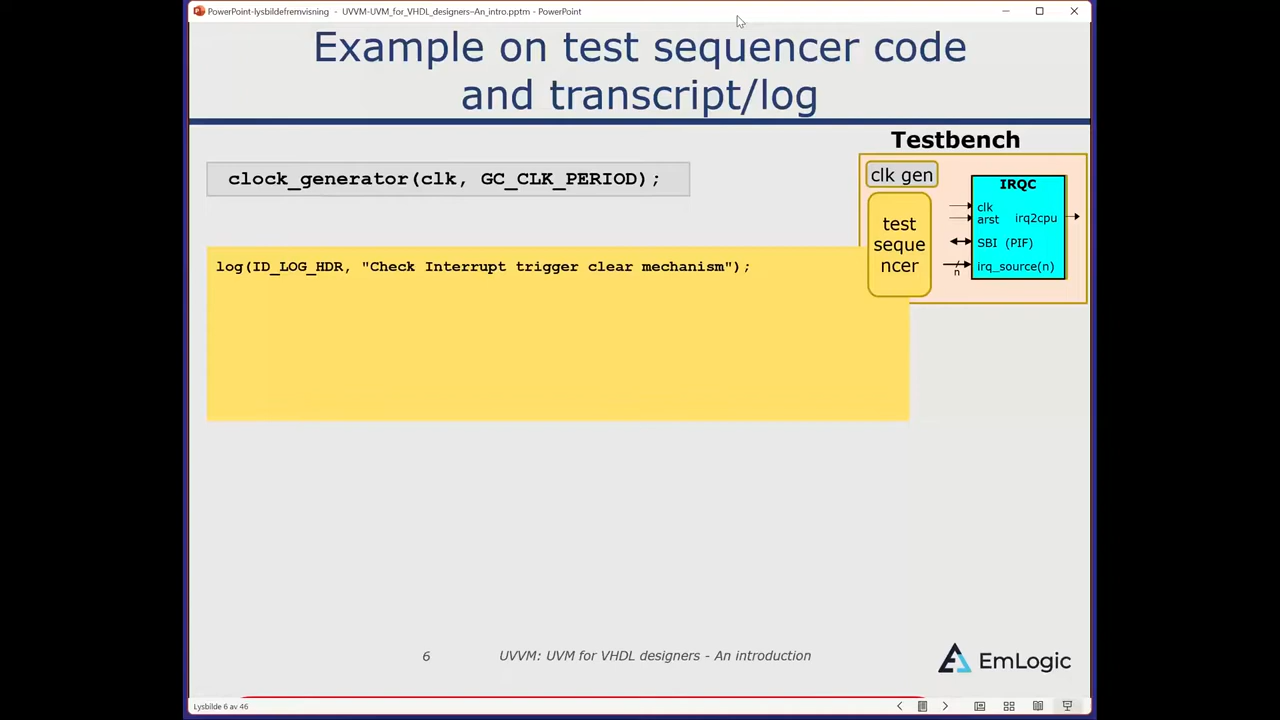 PowerPoint-lysbildefremvisning - UVVM-UVM_for_VHDL_designers–An_intro.pptm - PowerPoint
Example on test sequencer code
and transcript/log
Testbench
clock_generator(clk, GC_CLK_PERIOD);
clk gen
IRQC
clk
arst
irq2cpu
SBI (PIF)
irq_source(n)
n
test
seque
ncer
log(ID_LOG_HDR, "Check Interrupt trigger clear mechanism");
6
UVVM: UVM for VHDL designers - An introduction
EmLogic
Lysbilde 6 av 46